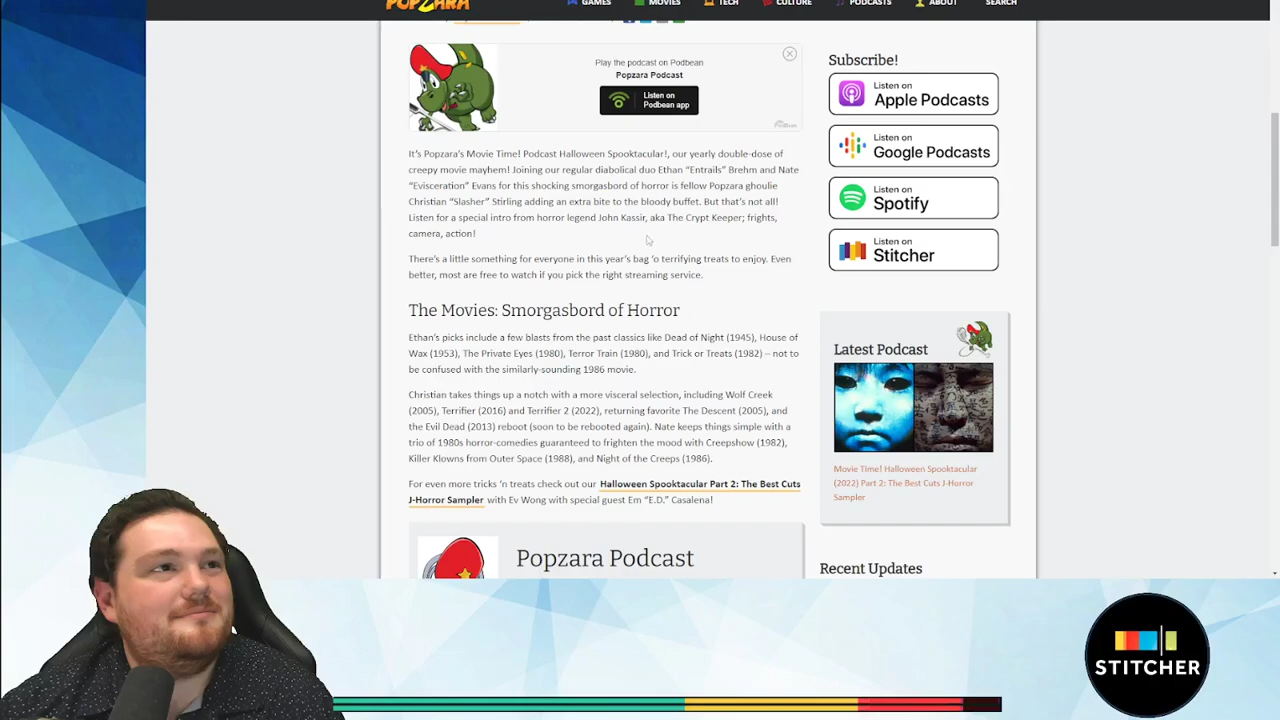 POPZARA
GAMES
MOVIES
TECH
CULTURE
PODCASTS
ABOUT
SEARCH
Play the podcast on Podbean
Popzara Podcast
Listen on
Podbean app
PodBean
It's Popzara's Movie Time! Podcast Halloween Spooktacular!, our yearly double-dose of
creepy movie mayhem! Joining our regular diabolical duo Ethan “Entrails” Brehm and Nate
“Evisceration” Evans for this shocking smorgasbord of horror is fellow Popzara ghoulie
Christian “Slasher” Stirling adding an extra bite to the bloody buffet. But that's not all!
Listen for a special intro from horror legend John Kassir, aka The Crypt Keeper; frights,
camera, action!
There's a little something for everyone in this year's bag 'o terrifying treats to enjoy. Even
better, most are free to watch if you pick the right streaming service.
The Movies: Smorgasbord of Horror
Ethan's picks include a few blasts from the past classics like Dead of Night (1945), House of
Wax (1953), The Private Eyes (1980), Terror Train (1980), and Trick or Treats (1982) – not to
be confused with the similarly-sounding 1986 movie.
Christian takes things up a notch with a more visceral selection, including Wolf Creek
(2005), Terrifier (2016) and Terrifier 2 (2022), returning favorite The Descent (2005), and
the Evil Dead (2013) reboot (soon to be rebooted again). Nate keeps things simple with a
trio of 1980s horror-comedies guaranteed to frighten the mood with Creepshow (1982),
Killer Klowns from Outer Space (1988), and Night of the Creeps (1986).
For even more tricks 'n treats check out our Halloween Spooktacular Part 2: The Best Cuts
J-Horror Sampler with Ev Wong with special guest Em “E.D.” Casalena!
Popzara Podcast
Subscribe!
Listen on
Apple Podcasts
Listen on
Google Podcasts
Listen on
Spotify
Listen on
Stitcher
Latest Podcast
Movie Time! Halloween Spooktacular
(2022) Part 2: The Best Cuts J-Horror
Sampler
Recent Updates
STITCHER